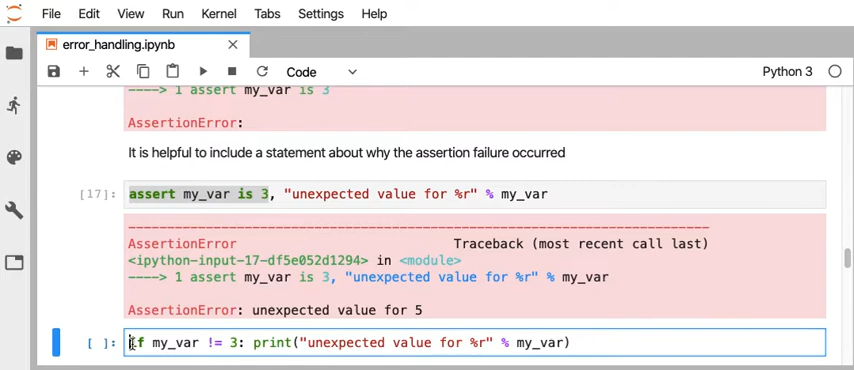 File Edit View Run Kernel Tabs Settings Help
error_handling.ipynb
Code
Python 3
----> 1 assert my_var is 3
AssertionError:
It is helpful to include a statement about why the assertion failure occurred
[17]: assert my_var is 3, "unexpected value for %r" % my_var
---------------------------------------------------------------------------
AssertionError Traceback (most recent call last)
<ipython-input-17-df5e052d1294> in <module>
----> 1 assert my_var is 3, "unexpected value for %r" % my_var
AssertionError: unexpected value for 5
[ ]: if my_var != 3: print("unexpected value for %r" % my_var)